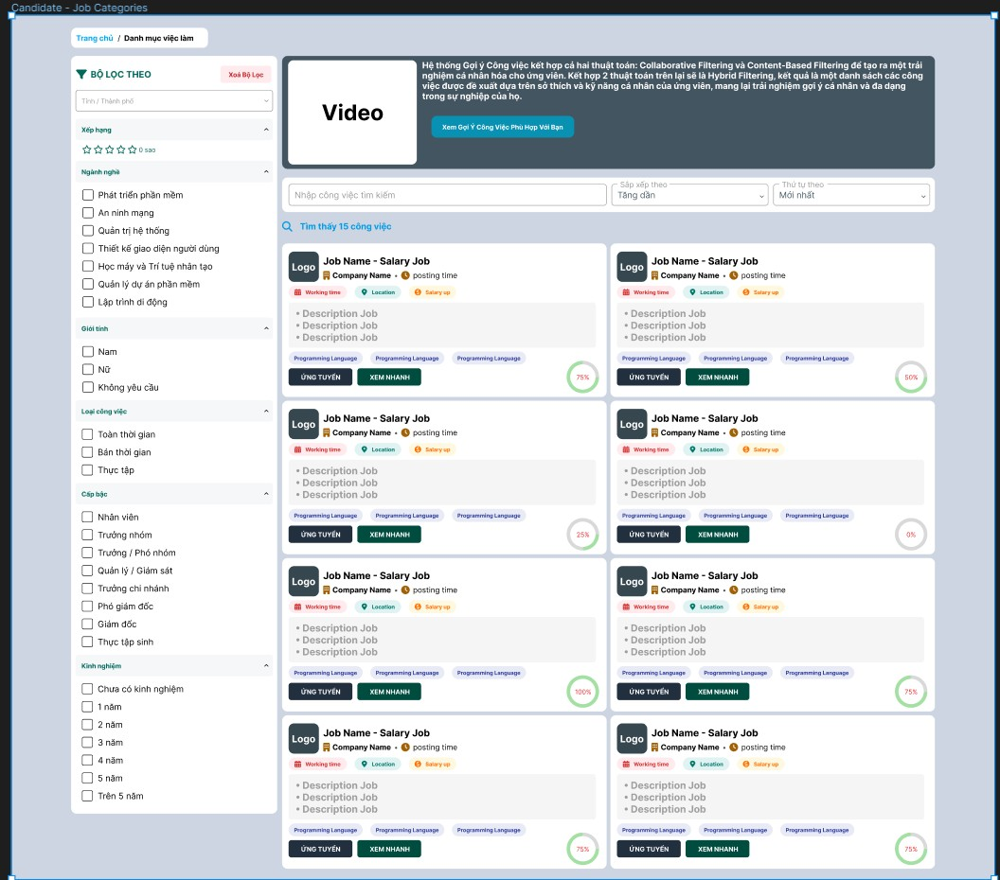 Candidate - Job Categories
Trang chủ / Danh mục việc làm
BỘ LỌC THEO
Xoá Bộ Lọc
Tỉnh / Thành phố
Xếp hạng
0 sao
Ngành nghề
Phát triển phần mềm
An ninh mạng
Quản trị hệ thống
Thiết kế giao diện người dùng
Học máy và Trí tuệ nhân tạo
Quản lý dự án phần mềm
Lập trình di động
Giới tính
Nam
Nữ
Không yêu cầu
Loại công việc
Toàn thời gian
Bán thời gian
Thực tập
Cấp bậc
Nhân viên
Trưởng nhóm
Trưởng / Phó nhóm
Quản lý / Giám sát
Trưởng chi nhánh
Phó giám đốc
Giám đốc
Thực tập sinh
Kinh nghiệm
Chưa có kinh nghiệm
1 năm
2 năm
3 năm
4 năm
5 năm
Trên 5 năm
Video
Hệ thống Gợi ý Công việc kết hợp cả hai thuật toán: Collaborative Filtering và Content-Based Filtering để tạo ra một trải
nghiệm cá nhân hóa cho ứng viên. Kết hợp 2 thuật toán trên lại sẽ là Hybrid Filtering, kết quả là một danh sách các công
việc được đề xuất dựa trên sở thích và kỹ năng cá nhân của ứng viên, mang lại trải nghiệm gợi ý cá nhân và đa dạng
trong sự nghiệp của họ.
Xem Gợi Ý Công Việc Phù Hợp Với Bạn
Nhập công việc tìm kiếm
Sắp xếp theo
Tăng dần
Thứ tự theo
Mới nhất
Tìm thấy 15 công việc
Logo
Job Name - Salary Job
Company Name • posting time
Working time Location Salary up
• Description Job
• Description Job
• Description Job
Programming Language Programming Language Programming Language
ỨNG TUYỂN XEM NHANH 75%
Logo
Job Name - Salary Job
Company Name • posting time
Working time Location Salary up
• Description Job
• Description Job
• Description Job
Programming Language Programming Language Programming Language
ỨNG TUYỂN XEM NHANH 50%
Logo
Job Name - Salary Job
Company Name • posting time
Working time Location Salary up
• Description Job
• Description Job
• Description Job
Programming Language Programming Language Programming Language
ỨNG TUYỂN XEM NHANH 25%
Logo
Job Name - Salary Job
Company Name • posting time
Working time Location Salary up
• Description Job
• Description Job
• Description Job
Programming Language Programming Language Programming Language
ỨNG TUYỂN XEM NHANH 0%
Logo
Job Name - Salary Job
Company Name • posting time
Working time Location Salary up
• Description Job
• Description Job
• Description Job
Programming Language Programming Language Programming Language
ỨNG TUYỂN XEM NHANH 100%
Logo
Job Name - Salary Job
Company Name • posting time
Working time Location Salary up
• Description Job
• Description Job
• Description Job
Programming Language Programming Language Programming Language
ỨNG TUYỂN XEM NHANH 75%
Logo
Job Name - Salary Job
Company Name • posting time
Working time Location Salary up
• Description Job
• Description Job
• Description Job
Programming Language Programming Language Programming Language
ỨNG TUYỂN XEM NHANH 75%
Logo
Job Name - Salary Job
Company Name • posting time
Working time Location Salary up
• Description Job
• Description Job
• Description Job
Programming Language Programming Language Programming Language
ỨNG TUYỂN XEM NHANH 75%